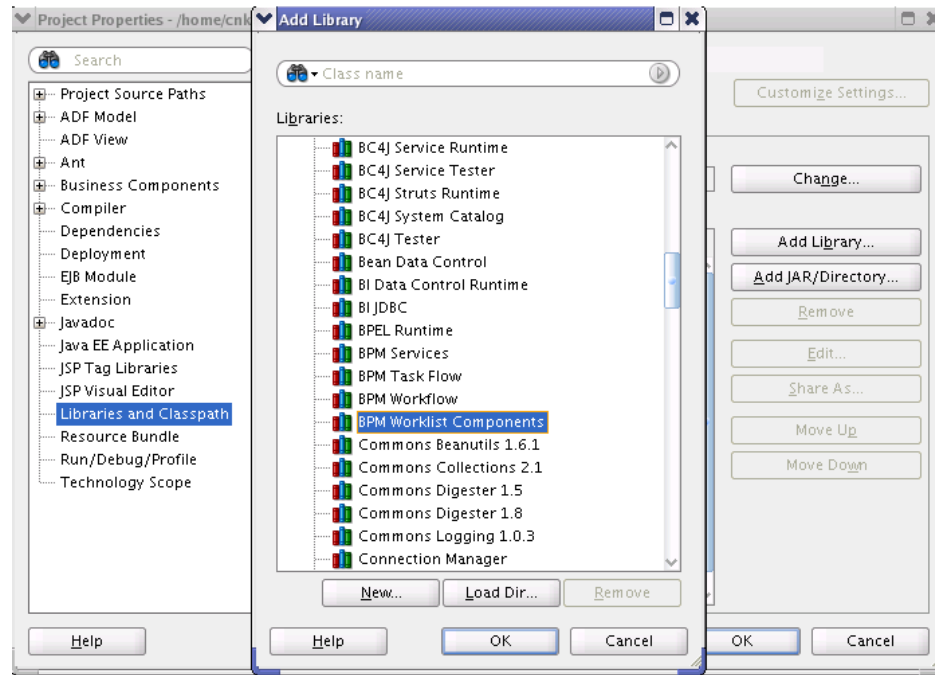 Project Properties - /home/cnk
Search
Project Source Paths
ADF Model
ADF View
Ant
Business Components
Compiler
Dependencies
Deployment
EJB Module
Extension
Javadoc
Java EE Application
JSP Tag Libraries
JSP Visual Editor
Libraries and Classpath
Resource Bundle
Run/Debug/Profile
Technology Scope
Help
Add Library
Class name
Libraries:
BC4J Service Runtime
BC4J Service Tester
BC4J Struts Runtime
BC4J System Catalog
BC4J Tester
Bean Data Control
BI Data Control Runtime
BI JDBC
BPEL Runtime
BPM Services
BPM Task Flow
BPM Workflow
BPM Worklist Components
Commons Beanutils 1.6.1
Commons Collections 2.1
Commons Digester 1.5
Commons Digester 1.8
Commons Logging 1.0.3
Connection Manager
New... Load Dir... Remove
Help OK Cancel
Customize Settings...
Change...
Add Library...
Add JAR/Directory...
Remove
Edit...
Share As...
Move Up
Move Down
OK Cancel